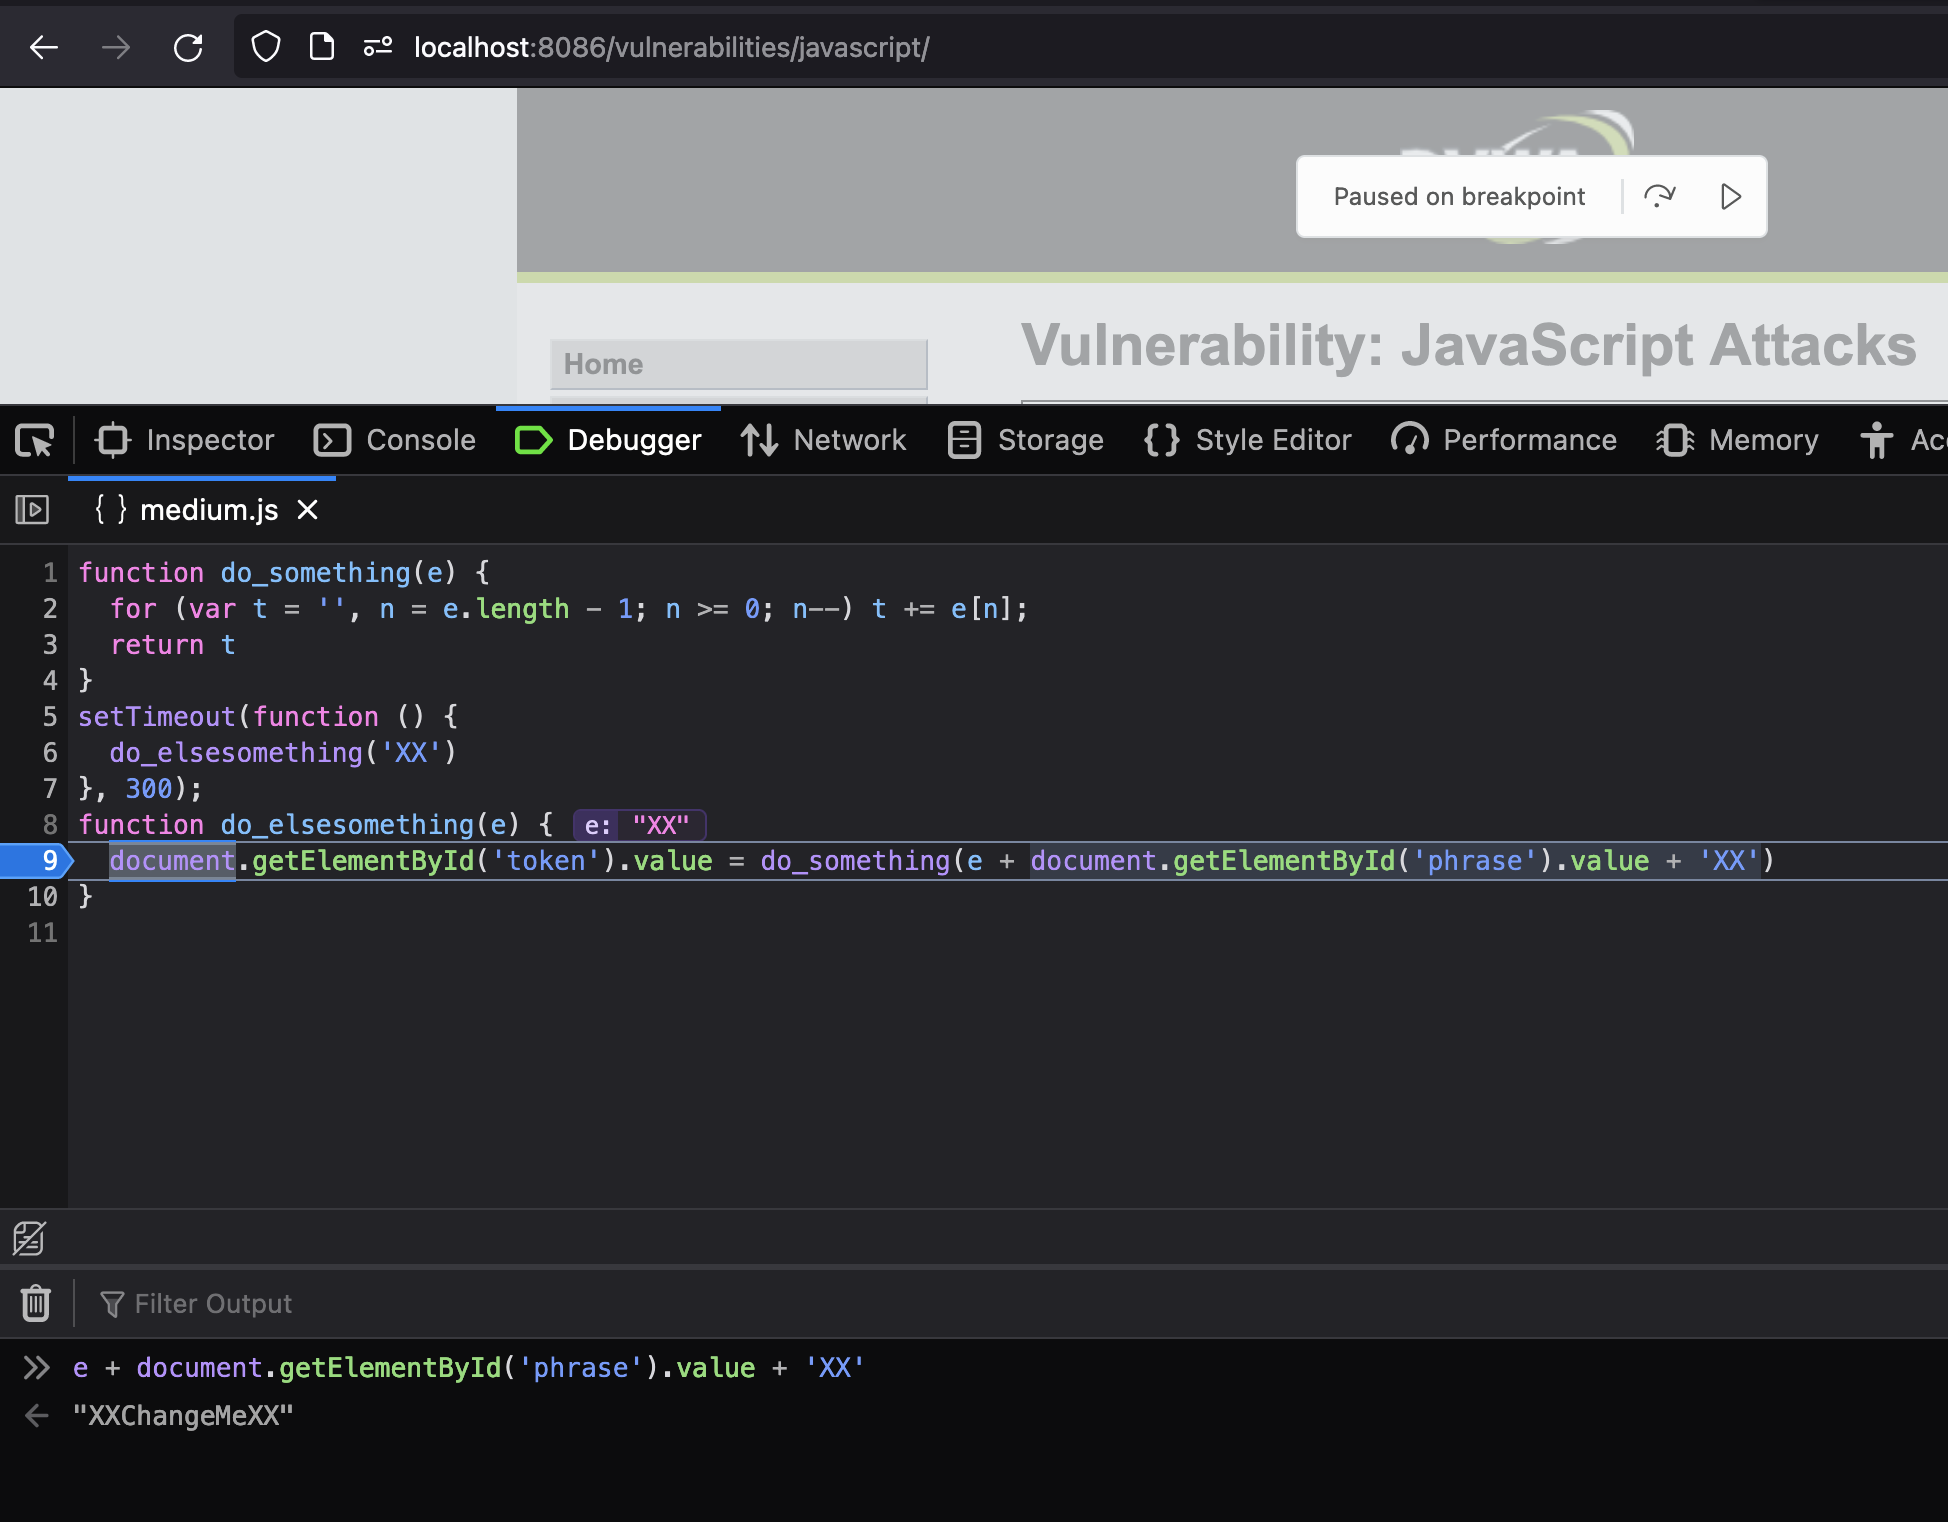 localhost:8086/vulnerabilities/javascript/
Paused on breakpoint
Vulnerability: JavaScript Attacks
Home
Inspector Console Debugger Network Storage Style Editor Performance Memory
{ } medium.js
1 function do_something(e) {
2 for (var t = '', n = e.length - 1; n >= 0; n--) t += e[n];
3 return t
4 }
5 setTimeout(function () {
6 do_elsesomething('XX')
7 }, 300);
8 function do_elsesomething(e) { e: "XX"
9 document.getElementById('token').value = do_something(e + document.getElementById('phrase').value + 'XX')
10 }
11
Filter Output
e + document.getElementById('phrase').value + 'XX'
"XXChangeMeXX"